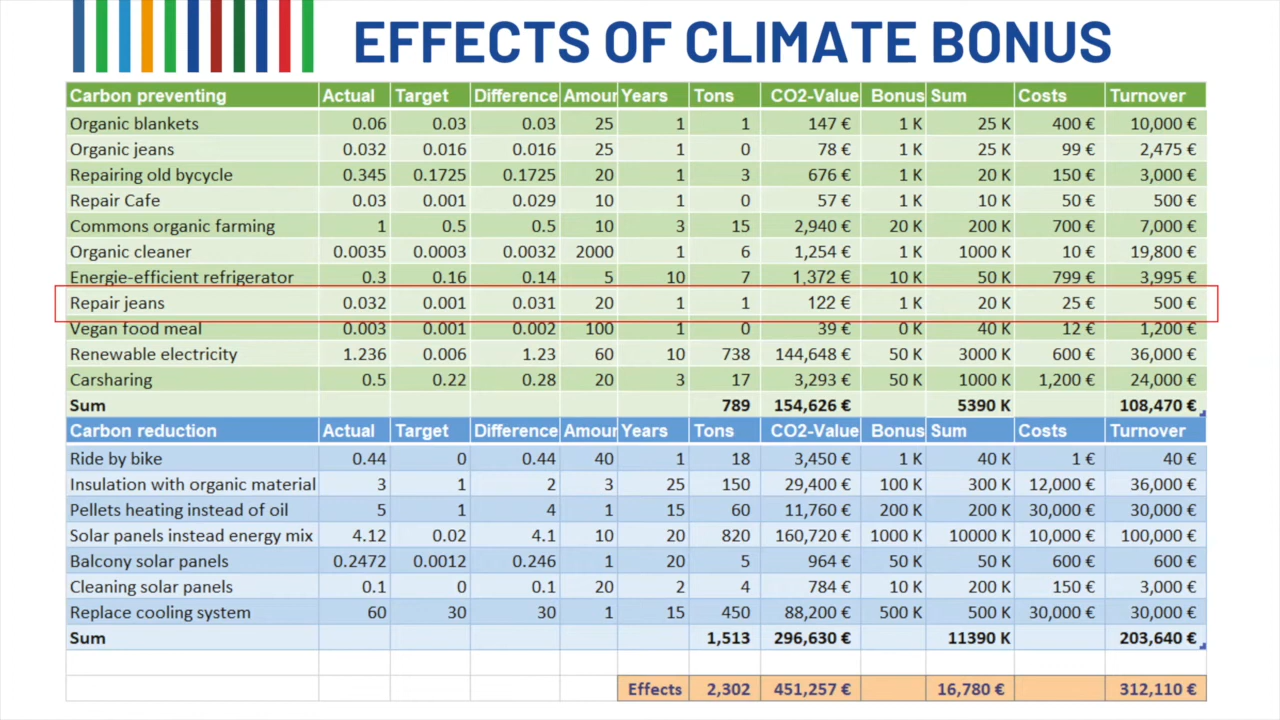 EFFECTS OF CLIMATE BONUS
Carbon preventing Actual Target Difference Amour Years Tons CO2-Value Bonus Sum Costs Turnover
Organic blankets 0.06 0.03 0.03 25 1 1 147 € 1 K 25 K 400 € 10,000 €
Organic jeans 0.032 0.016 0.016 25 1 0 78 € 1 K 25 K 99 € 2,475 €
Repairing old bycycle 0.345 0.1725 0.1725 20 1 3 676 € 1 K 20 K 150 € 3,000 €
Repair Cafe 0.03 0.001 0.029 10 1 0 57 € 1 K 10 K 50 € 500 €
Commons organic farming 1 0.5 0.5 10 3 15 2,940 € 20 K 200 K 700 € 7,000 €
Organic cleaner 0.0035 0.0003 0.0032 2000 1 6 1,254 € 1 K 1000 K 10 € 19,800 €
Energie-efficient refrigerator 0.3 0.16 0.14 5 10 7 1,372 € 10 K 50 K 799 € 3,995 €
Repair jeans 0.032 0.001 0.031 20 1 1 122 € 1 K 20 K 25 € 500 €
Vegan food meal 0.003 0.001 0.002 100 1 0 39 € 0 K 40 K 12 € 1,200 €
Renewable electricity 1.236 0.006 1.23 60 10 738 144,648 € 50 K 3000 K 600 € 36,000 €
Carsharing 0.5 0.22 0.28 20 3 17 3,293 € 50 K 1000 K 1,200 € 24,000 €
Sum 789 154,626 € 5390 K 108,470 €
Carbon reduction Actual Target Difference Amour Years Tons CO2-Value Bonus Sum Costs Turnover
Ride by bike 0.44 0 0.44 40 1 18 3,450 € 1 K 40 K 1 € 40 €
Insulation with organic material 3 1 2 3 25 150 29,400 € 100 K 300 K 12,000 € 36,000 €
Pellets heating instead of oil 5 1 4 1 15 60 11,760 € 200 K 200 K 30,000 € 30,000 €
Solar panels instead energy mix 4.12 0.02 4.1 10 20 820 160,720 € 1000 K 10000 K 10,000 € 100,000 €
Balcony solar panels 0.2472 0.0012 0.246 1 20 5 964 € 50 K 50 K 600 € 600 €
Cleaning solar panels 0.1 0 0.1 20 2 4 784 € 10 K 200 K 150 € 3,000 €
Replace cooling system 60 30 30 1 15 450 88,200 € 500 K 500 K 30,000 € 30,000 €
Sum 1,513 296,630 € 11390 K 203,640 €
Effects 2,302 451,257 € 16,780 € 312,110 €